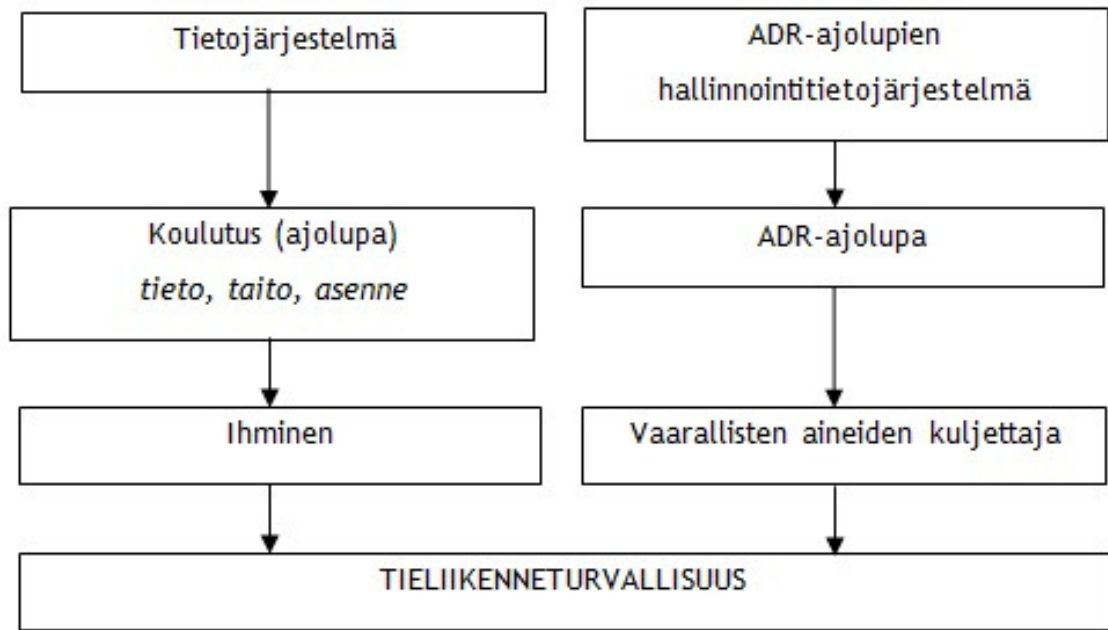 Tietojärjestelmä
ADR-ajolupien
hallinnointitietojärjestelmä
Koulutus (ajolupa)
tieto, taito, asenne
ADR-ajolupa
Ihminen
Vaarallisten aineiden kuljettaja
TIELIIKENNETURVALLISUUS